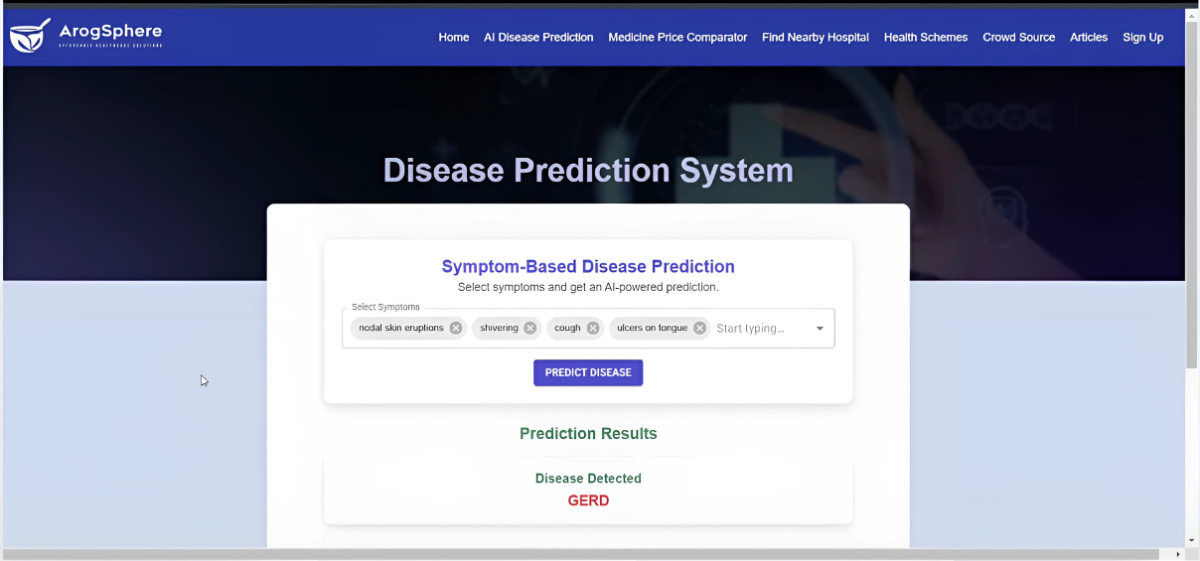 ArogSphere
AFFORDABLE HEALTHCARE SOLUTIONS
Home AI Disease Prediction Medicine Price Comparator Find Nearby Hospital Health Schemes Crowd Source Articles Sign Up
Disease Prediction System
Symptom-Based Disease Prediction
Select symptoms and get an AI-powered prediction.
Select Symptoms
nodal skin eruptions shivering cough ulcers on tongue Start typing...
PREDICT DISEASE
Prediction Results
Disease Detected
GERD